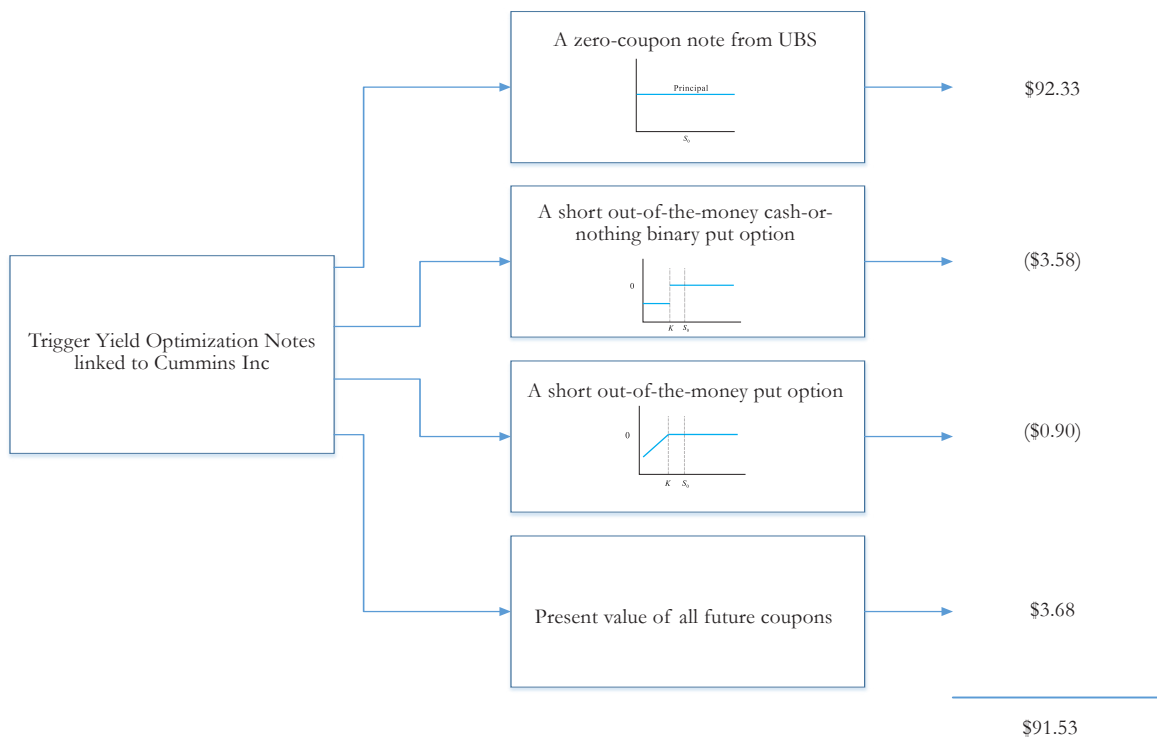 A zero-coupon note from UBS
Principal
S₀
$92.33
A short out-of-the-money cash-or-
nothing binary put option
0
K S₀
($3.58)
Trigger Yield Optimization Notes
linked to Cummins Inc
A short out-of-the-money put option
0
K S₀
($0.90)
Present value of all future coupons
$3.68
$91.53